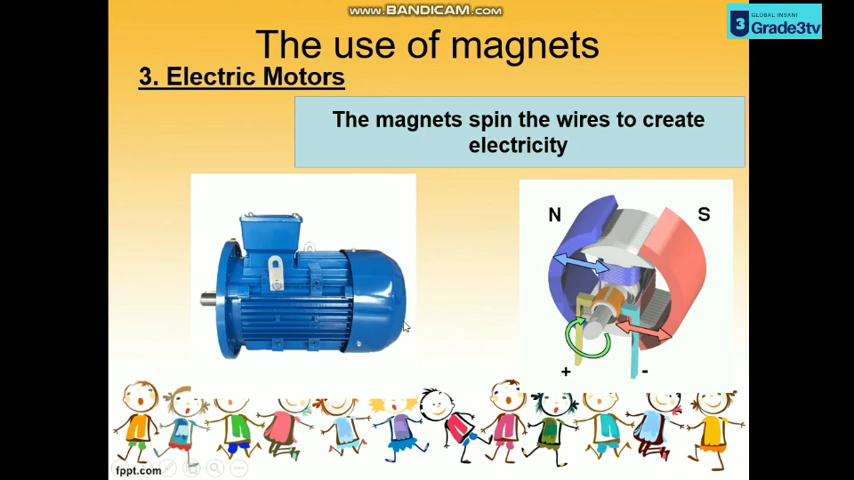 www.BANDICAM.com
3
GLOBAL INSANI
Grade3tv
The use of magnets
3. Electric Motors
The magnets spin the wires to create
electricity
N
S
+
-
fppt.com